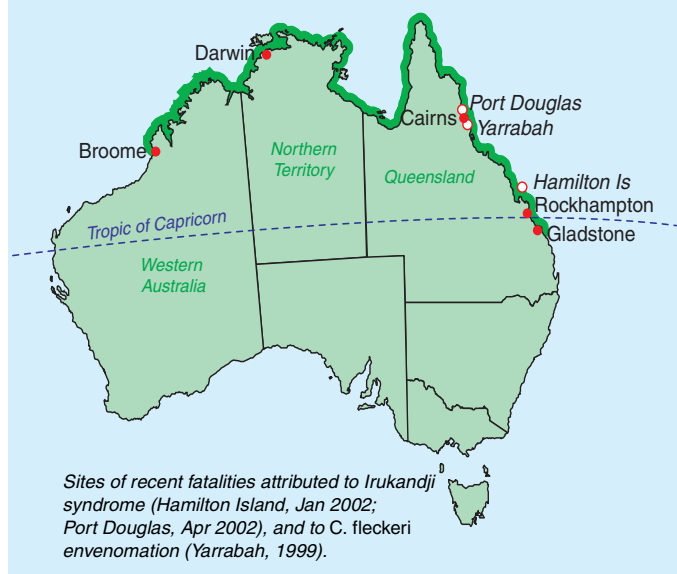 Darwin
Port Douglas
Cairns
Yarrabah
Broome
Northern
Territory
Queensland
Hamilton Is
Rockhampton
Tropic of Capricorn
Gladstone
Western
Australia
Sites of recent fatalities attributed to Irukandji
syndrome (Hamilton Island, Jan 2002;
Port Douglas, Apr 2002), and to C. fleckeri
envenomation (Yarrabah, 1999).